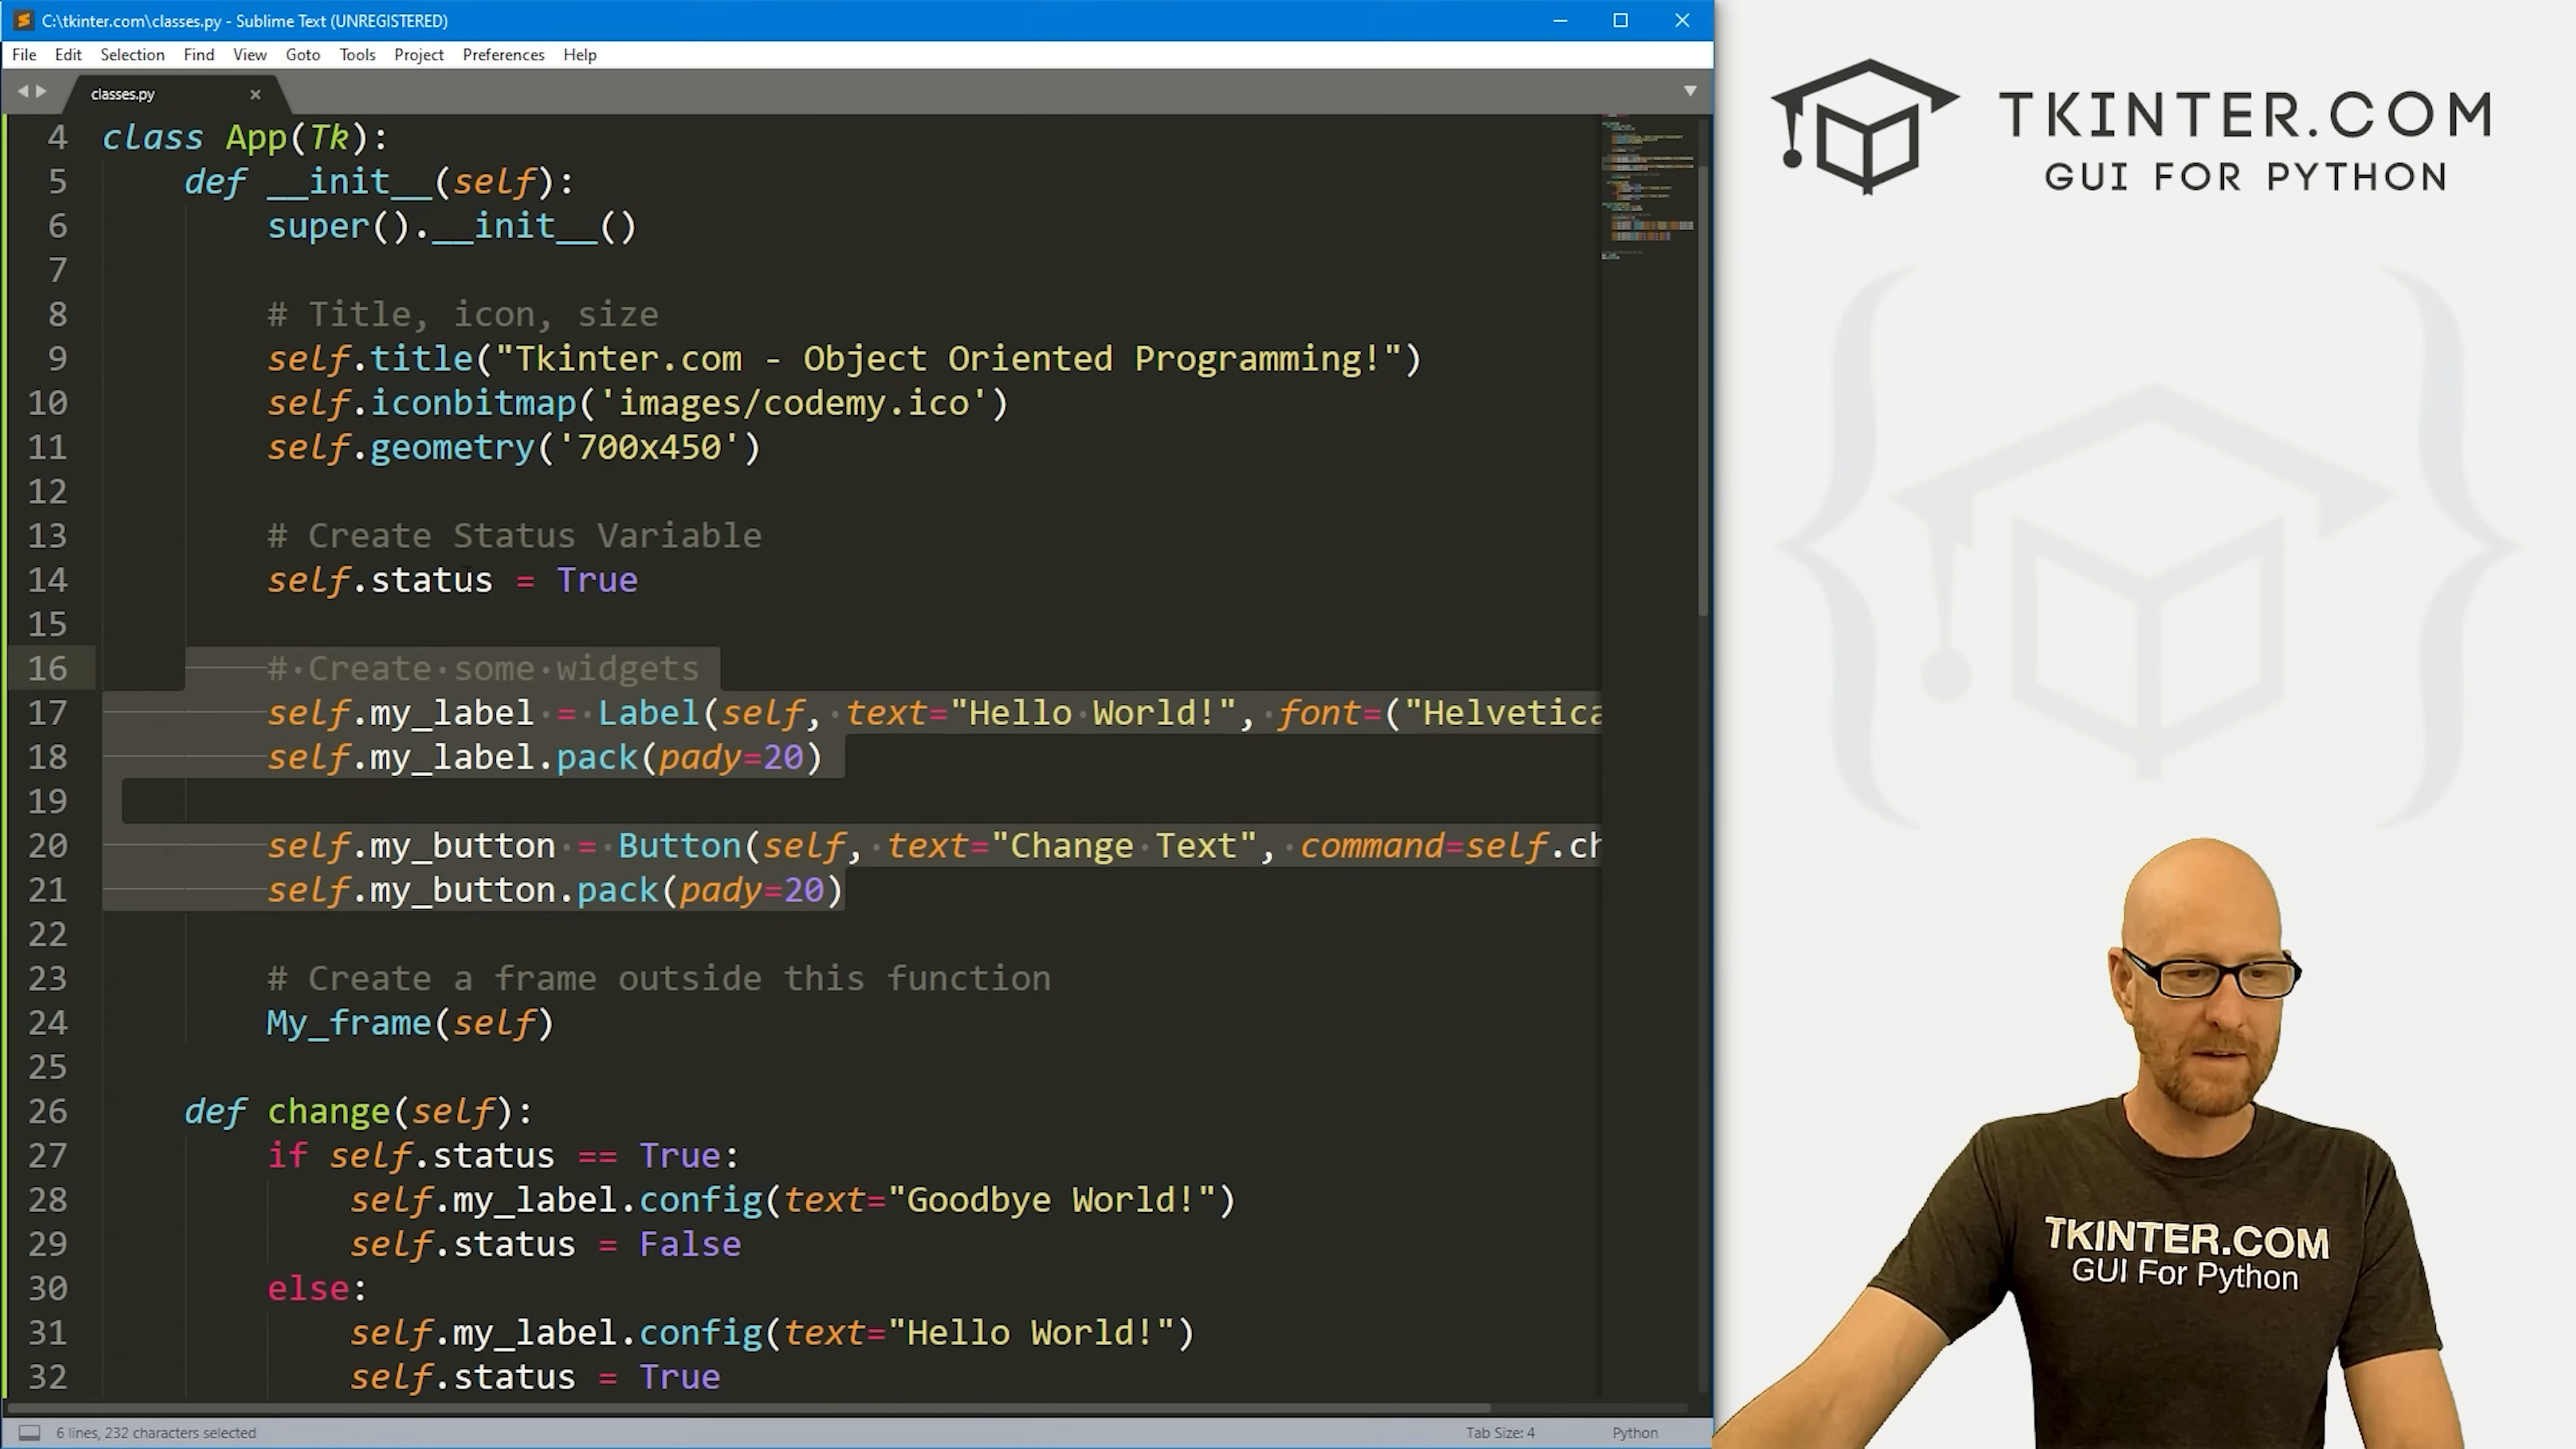 C:\tkinter.com\classes.py - Sublime Text (UNREGISTERED)
File Edit Selection Find View Goto Tools Project Preferences Help
classes.py
4 class App(Tk):
5 def __init__(self):
6 super().__init__()
7
8 # Title, icon, size
9 self.title("Tkinter.com - Object Oriented Programming!")
10 self.iconbitmap('images/codemy.ico')
11 self.geometry('700x450')
12
13 # Create Status Variable
14 self.status = True
15
16 # Create some widgets
17 self.my_label = Label(self, text="Hello World!", font=("Helvetica
18 self.my_label.pack(pady=20)
19
20 self.my_button = Button(self, text="Change Text", command=self.ch
21 self.my_button.pack(pady=20)
22
23 # Create a frame outside this function
24 My_frame(self)
25
26 def change(self):
27 if self.status == True:
28 self.my_label.config(text="Goodbye World!")
29 self.status = False
30 else:
31 self.my_label.config(text="Hello World!")
32 self.status = True
6 lines, 232 characters selected
Tab Size: 4
Python
TKINTER.COM
GUI FOR PYTHON
TKINTER.COM
GUI For Python